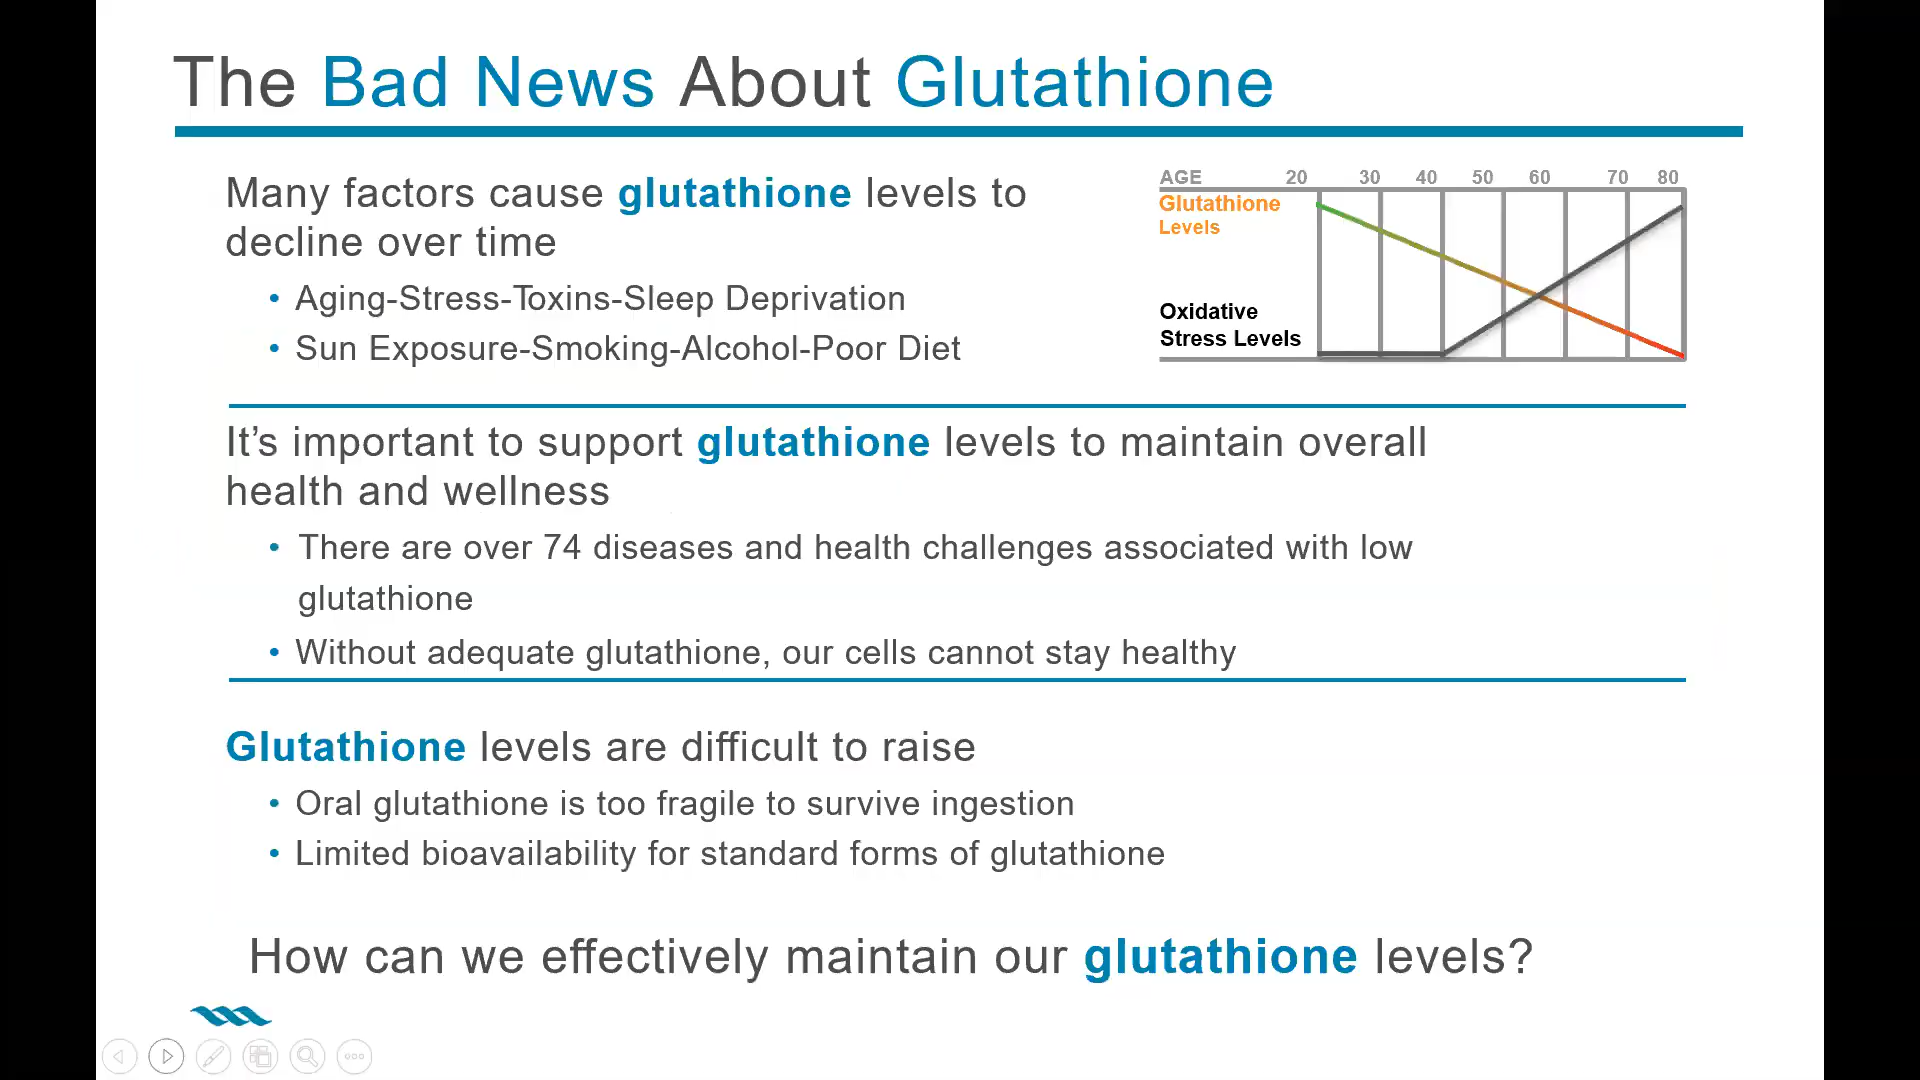 The Bad News About Glutathione
Many factors cause glutathione levels to
decline over time
• Aging-Stress-Toxins-Sleep Deprivation
• Sun Exposure-Smoking-Alcohol-Poor Diet
AGE 20 30 40 50 60 70 80
Glutathione
Levels
Oxidative
Stress Levels
It’s important to support glutathione levels to maintain overall
health and wellness
• There are over 74 diseases and health challenges associated with low
glutathione
• Without adequate glutathione, our cells cannot stay healthy
Glutathione levels are difficult to raise
• Oral glutathione is too fragile to survive ingestion
• Limited bioavailability for standard forms of glutathione
How can we effectively maintain our glutathione levels?